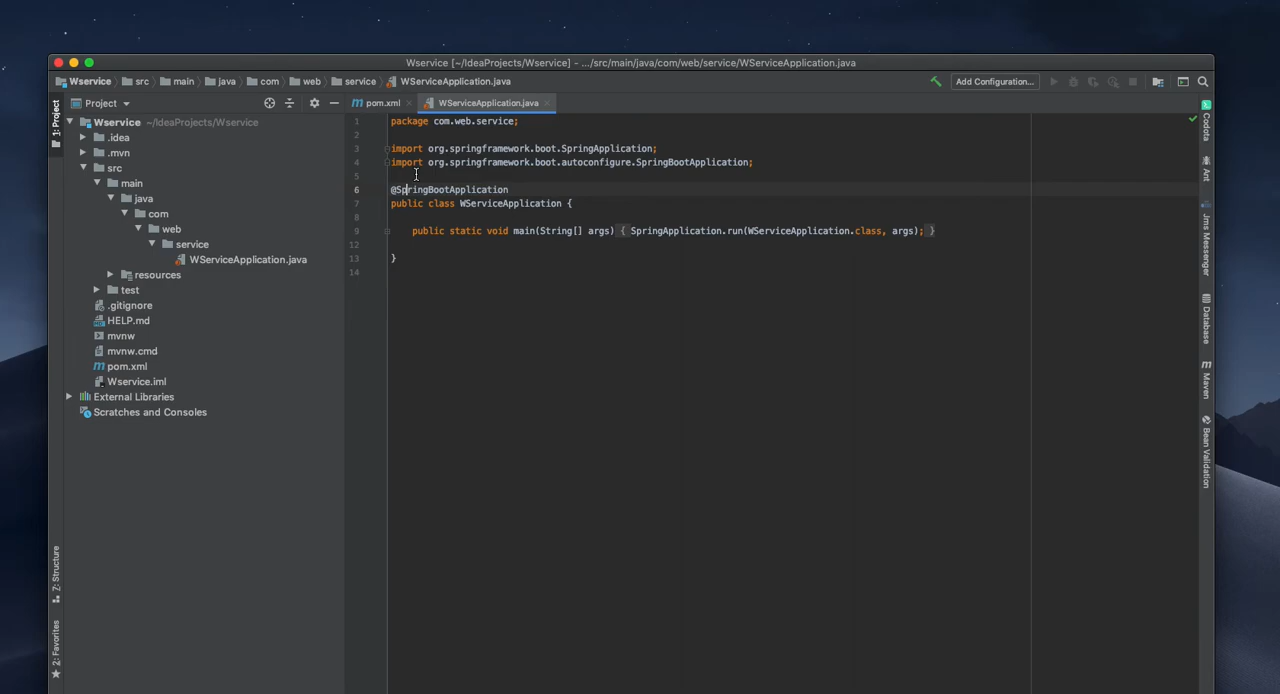 Wservice [~/IdeaProjects/Wservice] - .../src/main/java/com/web/service/WServiceApplication.java
Wservice src main java com web service WServiceApplication.java
Add Configuration...
1: Project
Project
pom.xml
WServiceApplication.java
Wservice ~/IdeaProjects/Wservice
.idea
.mvn
src
main
java
com
web
service
WServiceApplication.java
resources
test
.gitignore
HELP.md
mvnw
mvnw.cmd
pom.xml
Wservice.iml
External Libraries
Scratches and Consoles
1 package com.web.service;
2
3 import org.springframework.boot.SpringApplication;
4 import org.springframework.boot.autoconfigure.SpringBootApplication;
5
6 @SpringBootApplication
7 public class WServiceApplication {
8
9 public static void main(String[] args) { SpringApplication.run(WServiceApplication.class, args); }
12
13 }
14
Codota
Ant
Jms Messenger
Database
Maven
Bean Validation
7: Structure
2: Favorites